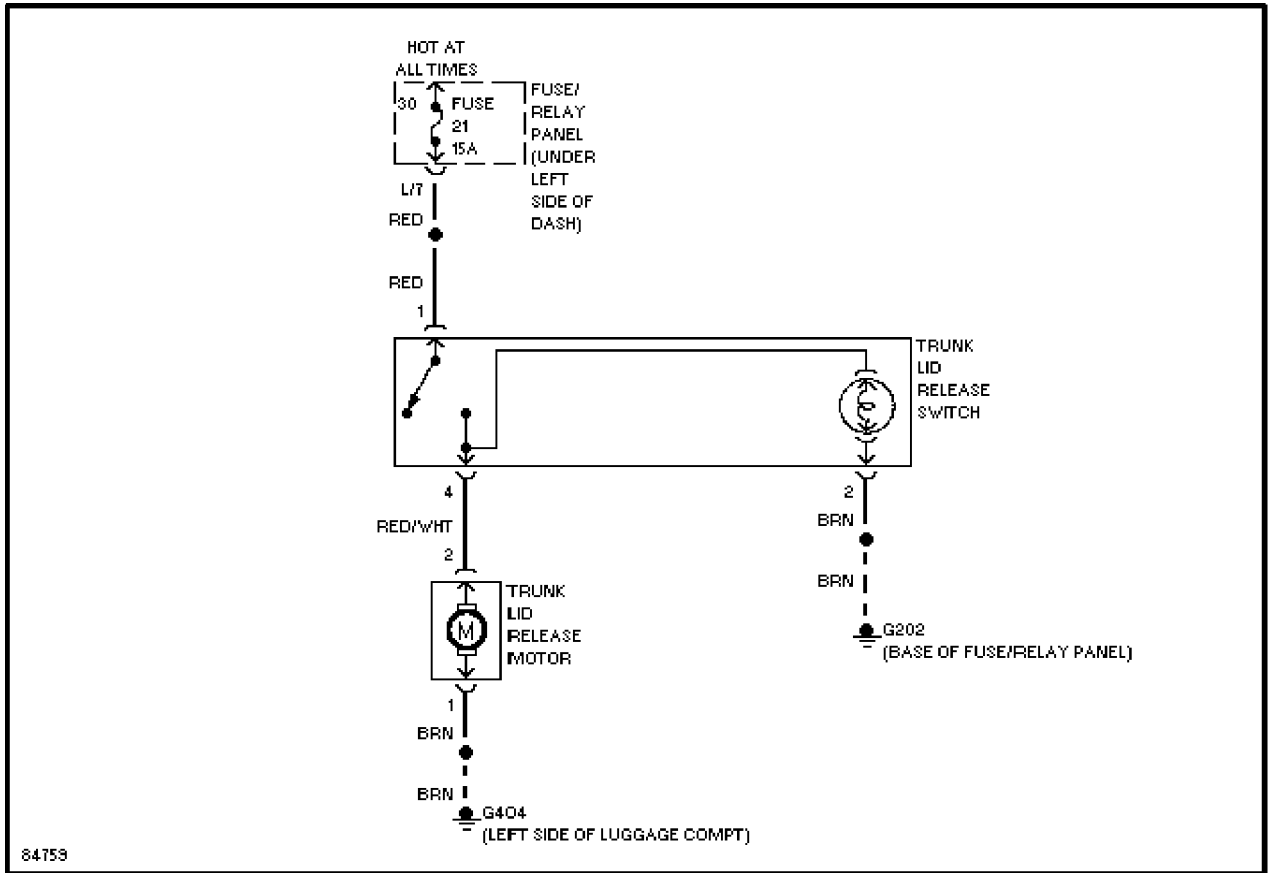 HOT AT
ALL TIMES
30
FUSE
21
15A
FUSE/
RELAY
PANEL
(UNDER
LEFT
SIDE OF
DASH)
L/7
RED
RED
1
TRUNK
LID
RELEASE
SWITCH
4
RED/WHT
2
2
BRN
BRN
G202
(BASE OF FUSE/RELAY PANEL)
TRUNK
LID
RELEASE
MOTOR
M
1
BRN
BRN
G404
(LEFT SIDE OF LUGGAGE COMPT)
84759